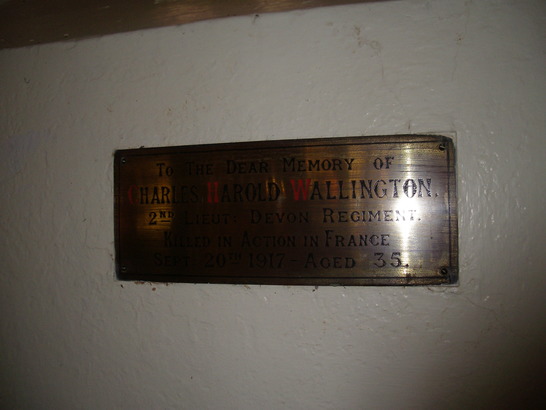 To The Dear Memory of
Charles Harold Wallington.
2nd Lieut: Devon Regiment.
Killed in Action in France
Sept. 20th 1917 - Aged 35.